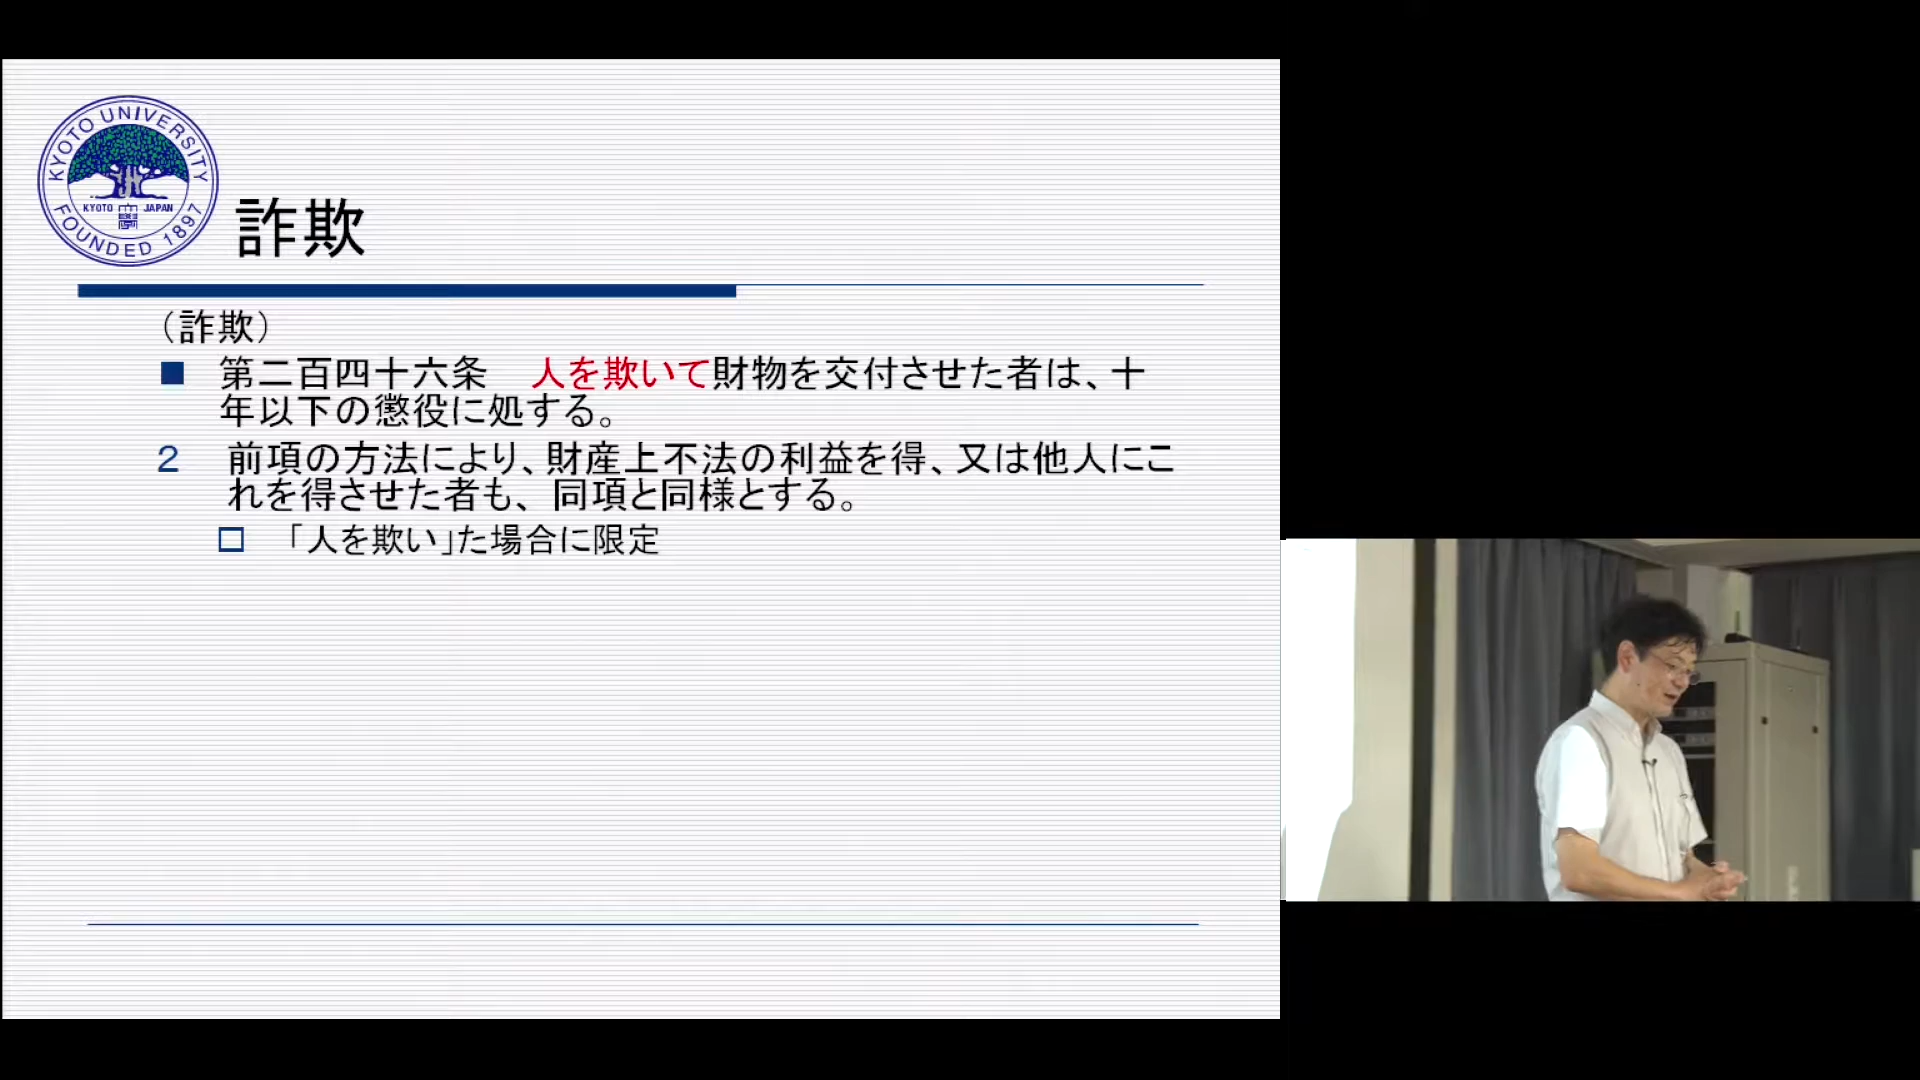 KYOTO UNIVERSITY
KYOTO JAPAN
FOUNDED 1897
詐欺
（詐欺）
■ 第二百四十六条　人を欺いて財物を交付させた者は、十
年以下の懲役に処する。
２ 前項の方法により、財産上不法の利益を得、又は他人にこ
れを得させた者も、同項と同様とする。
□ 「人を欺い」た場合に限定